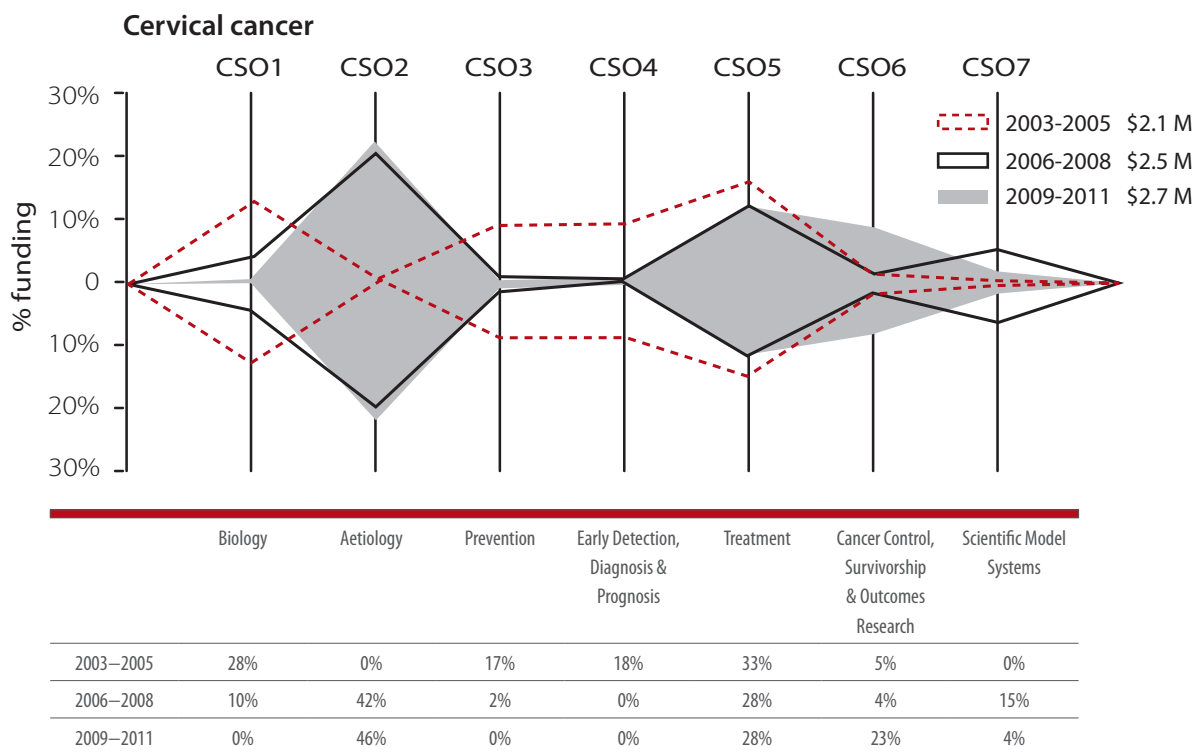 Cervical cancer
CSO1 CSO2 CSO3 CSO4 CSO5 CSO6 CSO7
30%
20%
10%
0
10%
20%
30%
% funding
2003-2005 $2.1 M
2006-2008 $2.5 M
2009-2011 $2.7 M
Biology Aetiology Prevention Early Detection, Treatment Cancer Control, Scientific Model
Diagnosis & Survivorship Systems
Prognosis & Outcomes
Research
2003–2005 28% 0% 17% 18% 33% 5% 0%
2006–2008 10% 42% 2% 0% 28% 4% 15%
2009–2011 0% 46% 0% 0% 28% 23% 4%